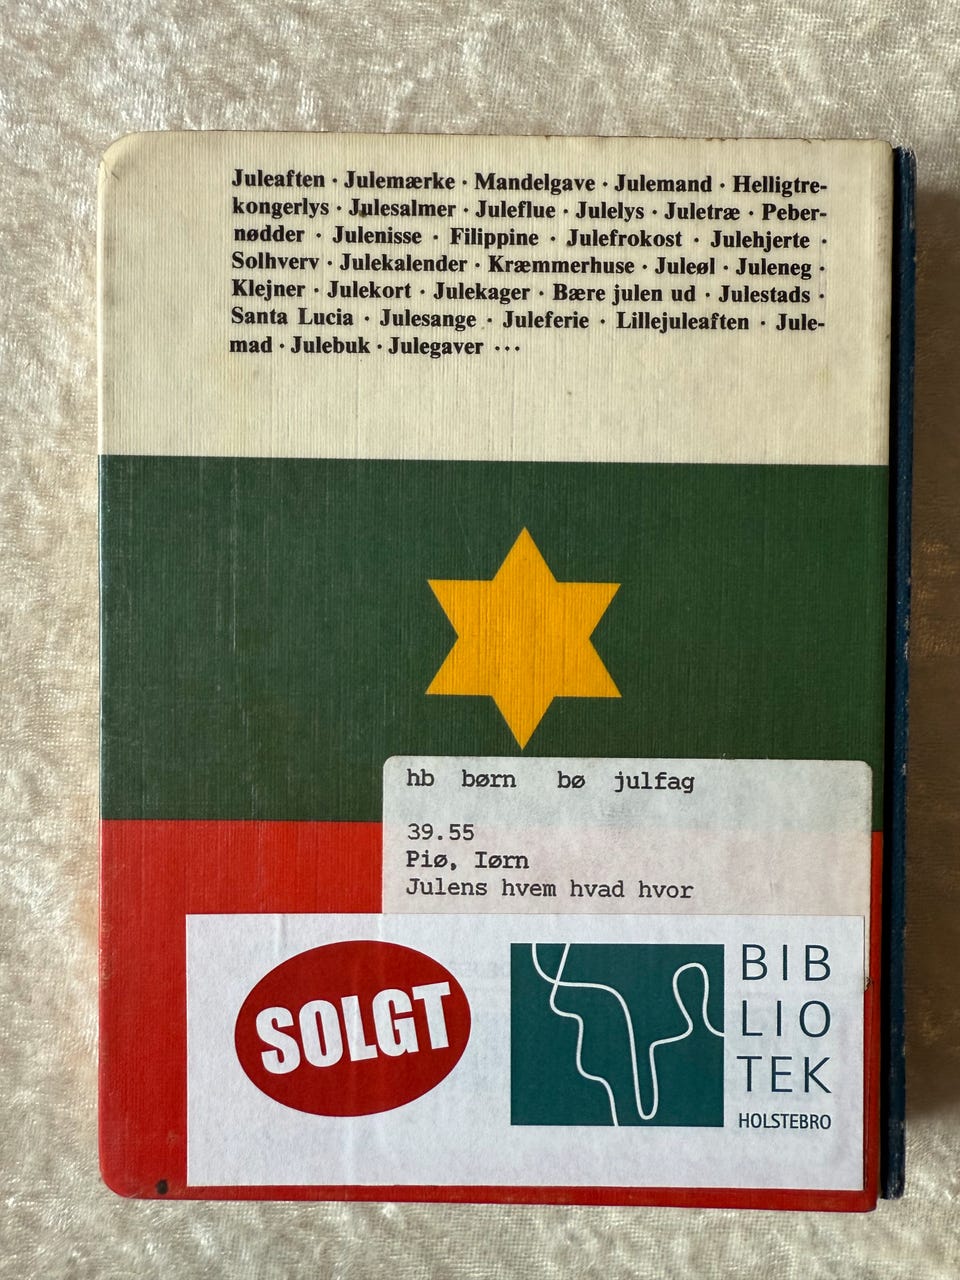 Juleaften · Julemærke · Mandelgave · Julemand · Helligtre-
kongerlys · Julesalmer · Juleflue · Julelys · Juletræ · Peber-
nødder · Julenisse · Filippine · Julefrokost · Julehjerte ·
Solhverv · Julekalender · Kræmmerhuse · Juleøl · Juleneg ·
Klejner · Julekort · Julekager · Bære julen ud · Julestads ·
Santa Lucia · Julesange · Juleferie · Lillejuleaften · Jule-
mad · Julebuk · Julegaver ···
hb børn bø julfag
39.55
Piø, Iørn
Julens hvem hvad hvor
SOLGT
BIB
LIO
TEK
HOLSTEBRO